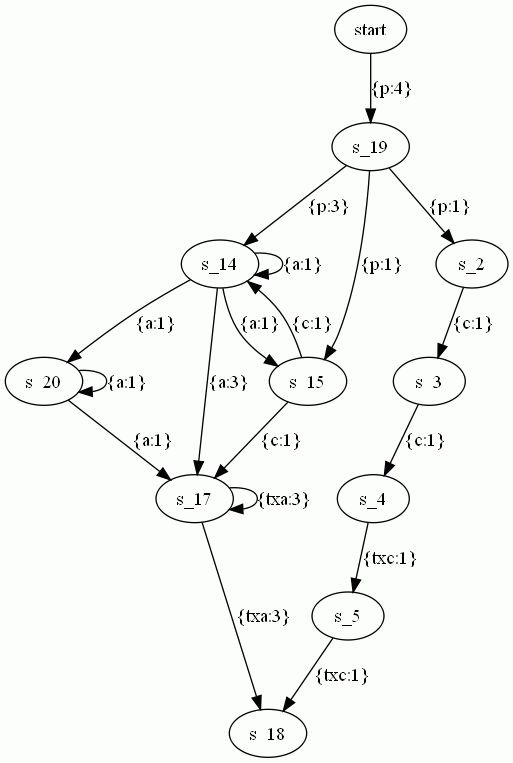 start
{p:4}
s_19
{p:3}
{p:1}
{p:1}
s_14
{a:1}
s_2
{a:1}
{a:1}
{c:1}
{c:1}
s_20
{a:1}
{a:3}
s_15
s_3
{a:1}
{c:1}
{c:1}
s_17
{txa:3}
s_4
{txc:1}
{txa:3}
s_5
{txc:1}
s_18